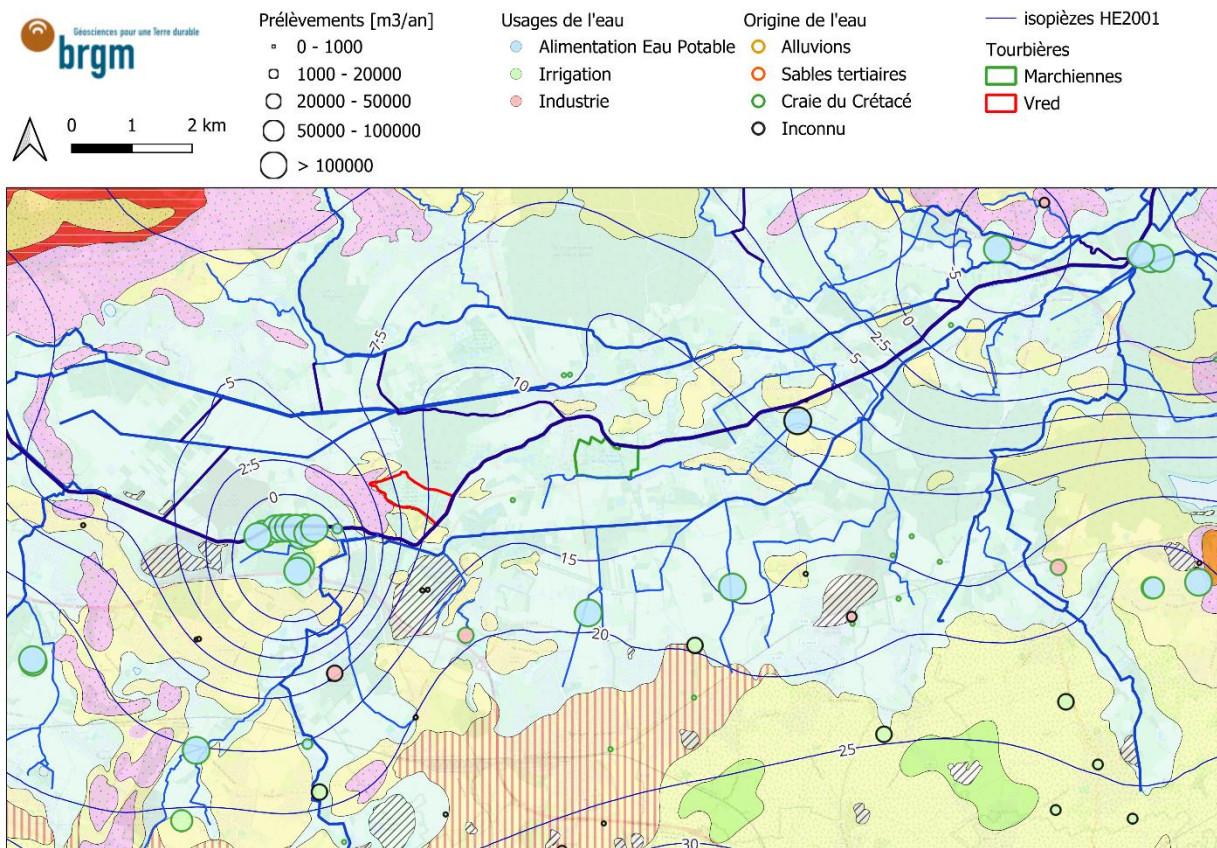 Géosciences pour une Terre durable
brgm
0 1 2 km
Prélèvements [m3/an]
0 - 1000
1000 - 20000
20000 - 50000
50000 - 100000
> 100000
Usages de l'eau
Alimentation Eau Potable
Irrigation
Industrie
Origine de l'eau
Alluvions
Sables tertiaires
Craie du Crétacé
Inconnu
isopièzes HE2001
Tourbières
Marchiennes
Vred
-5
0
2:5
5
7:5
10
5
2:5
0
15
20
25
30